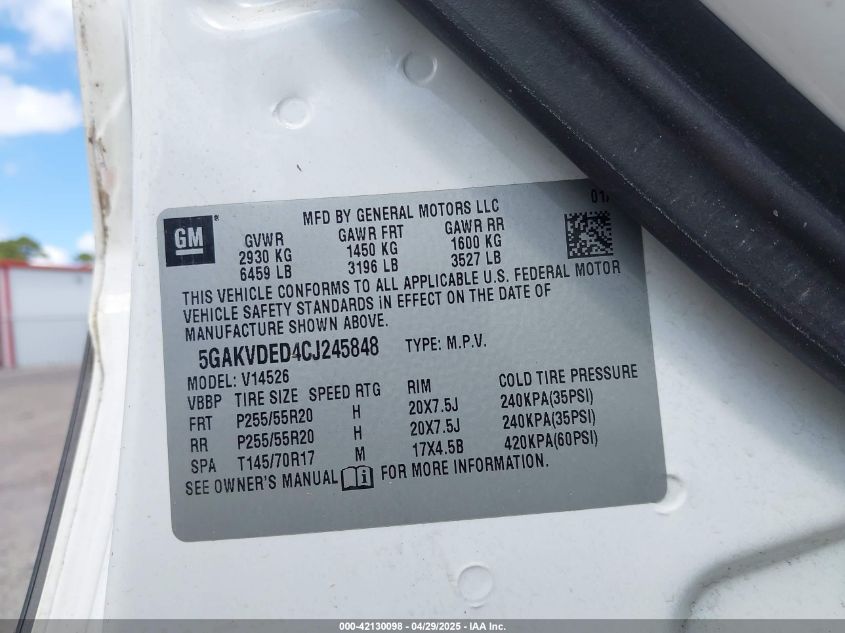 MFD BY GENERAL MOTORS LLC 01/
GM®
GVWR GAWR FRT GAWR RR
2930 KG 1450 KG 1600 KG
6459 LB 3196 LB 3527 LB
THIS VEHICLE CONFORMS TO ALL APPLICABLE U.S. FEDERAL MOTOR
VEHICLE SAFETY STANDARDS IN EFFECT ON THE DATE OF
MANUFACTURE SHOWN ABOVE.
5GAKVDED4CJ245848 TYPE: M.P.V.
MODEL: V14526
VBBP TIRE SIZE SPEED RTG RIM COLD TIRE PRESSURE
FRT P255/55R20 H 20X7.5J 240KPA(35PSI)
RR P255/55R20 H 20X7.5J 240KPA(35PSI)
SPA T145/70R17 M 17X4.5B 420KPA(60PSI)
SEE OWNER'S MANUAL i FOR MORE INFORMATION.
000-42130098 - 04/29/2025 - IAA Inc.